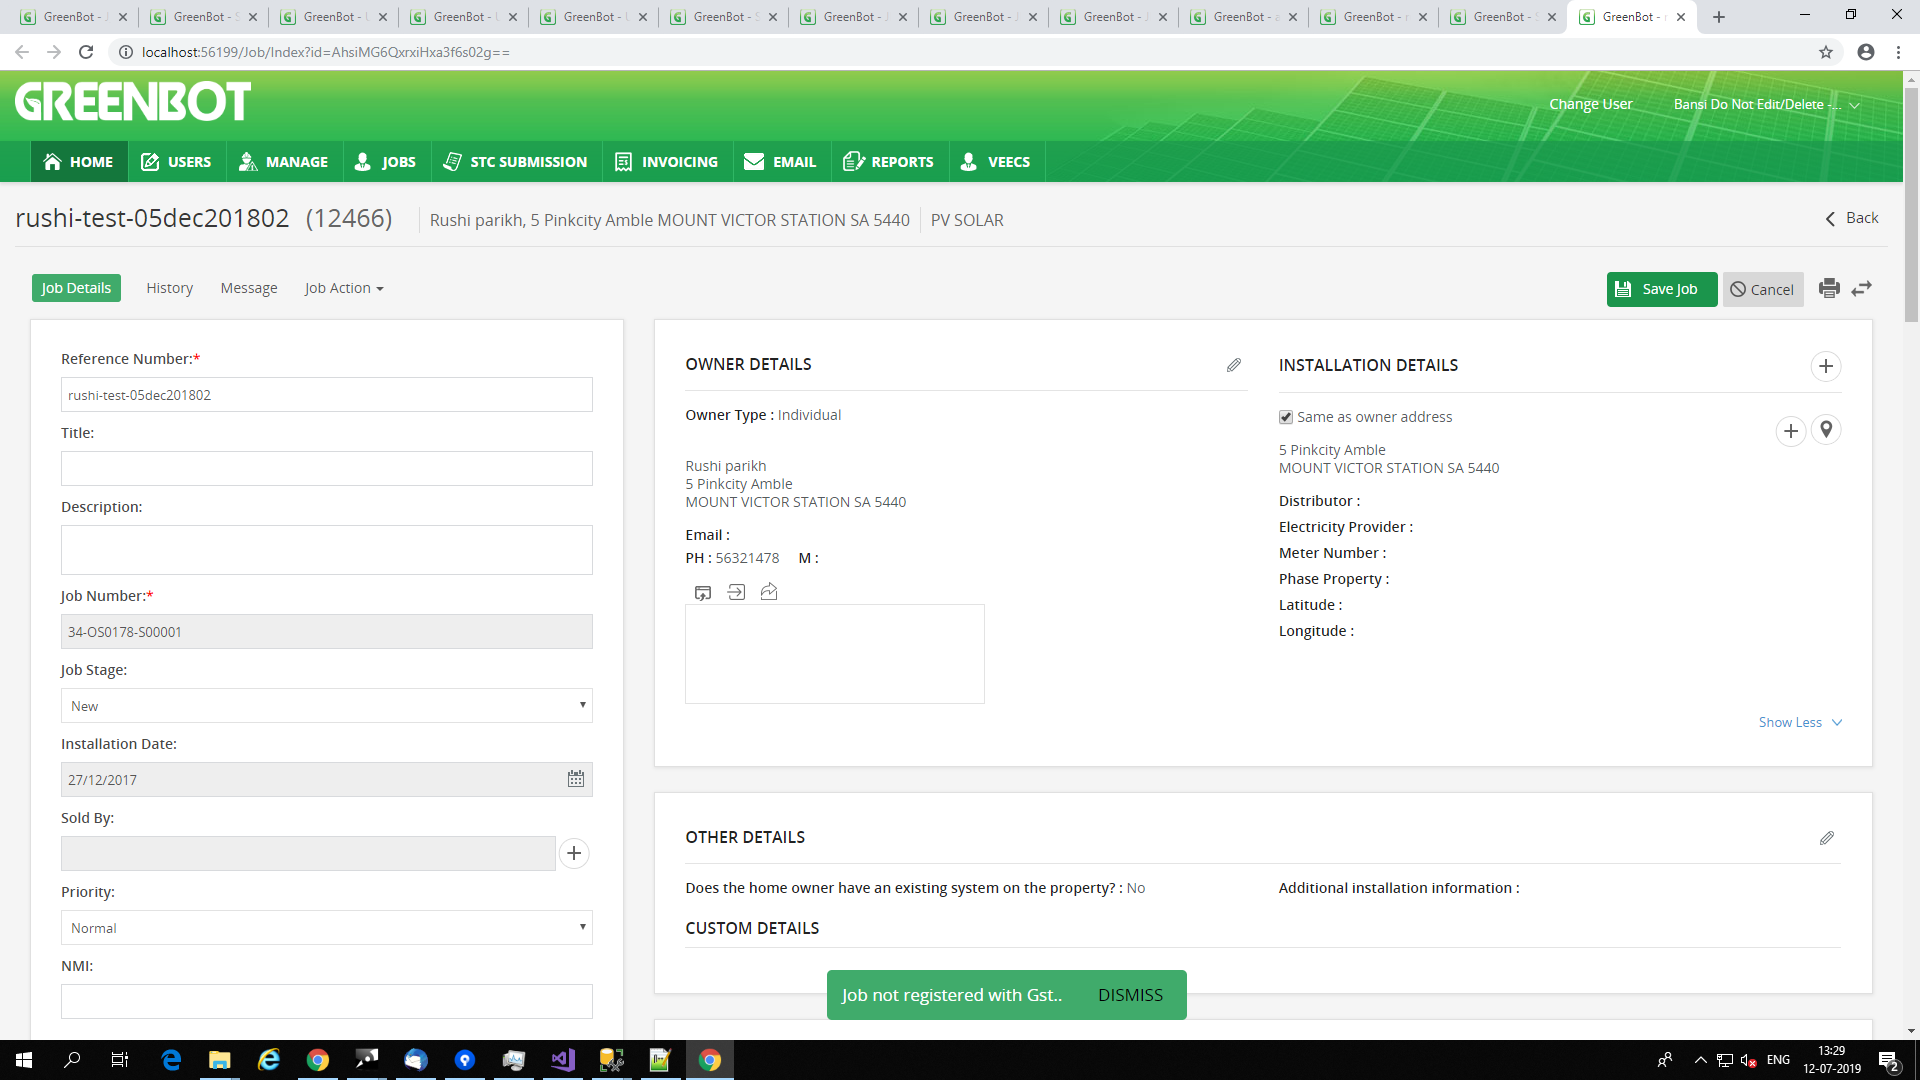 GreenBot - J
GreenBot - S
GreenBot - U
GreenBot - U
GreenBot - U
GreenBot - S
GreenBot - J
GreenBot - J
GreenBot - J
GreenBot - a
GreenBot - r
GreenBot - S
GreenBot - r
localhost:56199/Job/Index?id=AhsiMG6QxrxiHxa3f6s02g==
GREENBOT
Change User
Bansi Do Not Edit/Delete -...
HOME
USERS
MANAGE
JOBS
STC SUBMISSION
INVOICING
EMAIL
REPORTS
VEECS
rushi-test-05dec201802 (12466)
Rushi parikh, 5 Pinkcity Amble MOUNT VICTOR STATION SA 5440
PV SOLAR
Back
Job Details
History
Message
Job Action
Save Job
Cancel
Reference Number:*
rushi-test-05dec201802
Title:
Description:
Job Number:*
34-OS0178-S00001
Job Stage:
New
Installation Date:
27/12/2017
Sold By:
Priority:
Normal
NMI:
OWNER DETAILS
Owner Type : Individual
Rushi parikh
5 Pinkcity Amble
MOUNT VICTOR STATION SA 5440
Email :
PH : 56321478 M :
INSTALLATION DETAILS
Same as owner address
5 Pinkcity Amble
MOUNT VICTOR STATION SA 5440
Distributor :
Electricity Provider :
Meter Number :
Phase Property :
Latitude :
Longitude :
Show Less
OTHER DETAILS
Does the home owner have an existing system on the property? : No
Additional installation information :
CUSTOM DETAILS
Job not registered with Gst..
DISMISS
ENG
13:29
12-07-2019
2